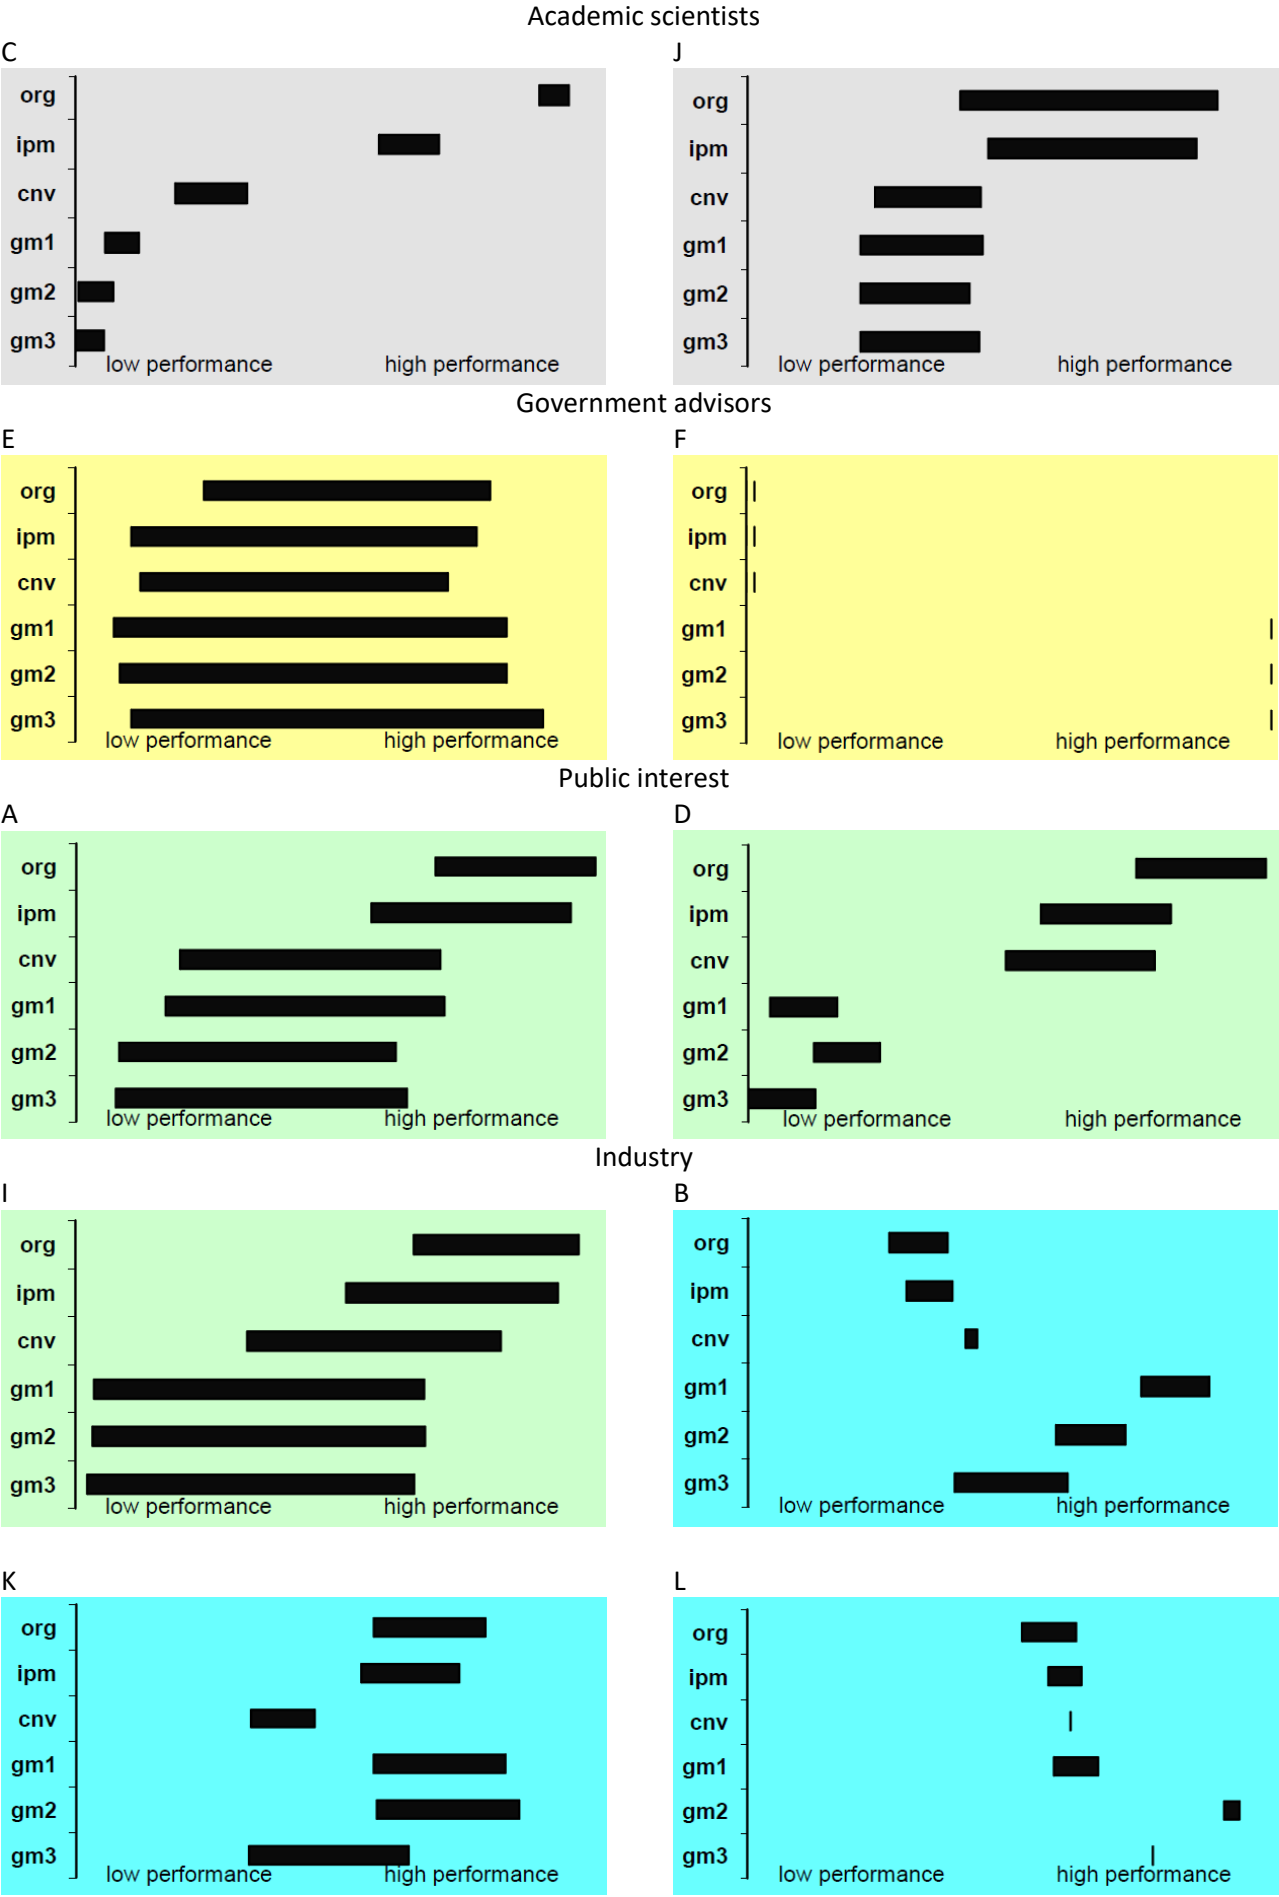 Academic scientists
C
org
ipm
cnv
gm1
gm2
gm3
low performance high performance
J
org
ipm
cnv
gm1
gm2
gm3
low performance high performance
Government advisors
E
org
ipm
cnv
gm1
gm2
gm3
low performance high performance
F
org
ipm
cnv
gm1
gm2
gm3
low performance high performance
Public interest
A
org
ipm
cnv
gm1
gm2
gm3
low performance high performance
D
org
ipm
cnv
gm1
gm2
gm3
low performance high performance
Industry
I
org
ipm
cnv
gm1
gm2
gm3
low performance high performance
B
org
ipm
cnv
gm1
gm2
gm3
low performance high performance
K
org
ipm
cnv
gm1
gm2
gm3
low performance high performance
L
org
ipm
cnv
gm1
gm2
gm3
low performance high performance